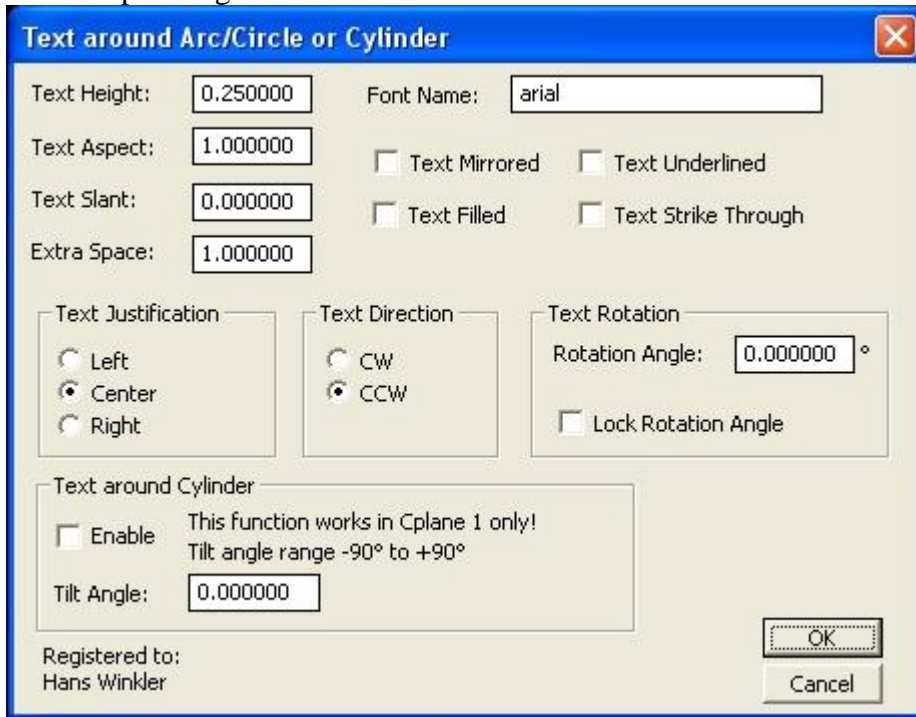 Text around Arc/Circle or Cylinder
Text Height: 0.250000 Font Name: arial
Text Aspect: 1.000000
Text Mirrored Text Underlined
Text Slant: 0.000000
Text Filled Text Strike Through
Extra Space: 1.000000
Text Justification
Left
Center
Right
Text Direction
CW
CCW
Text Rotation
Rotation Angle: 0.000000 °
Lock Rotation Angle
Text around Cylinder
Enable
This function works in Cplane 1 only!
Tilt angle range -90° to +90°
Tilt Angle: 0.000000
Registered to:
Hans Winkler
OK
Cancel